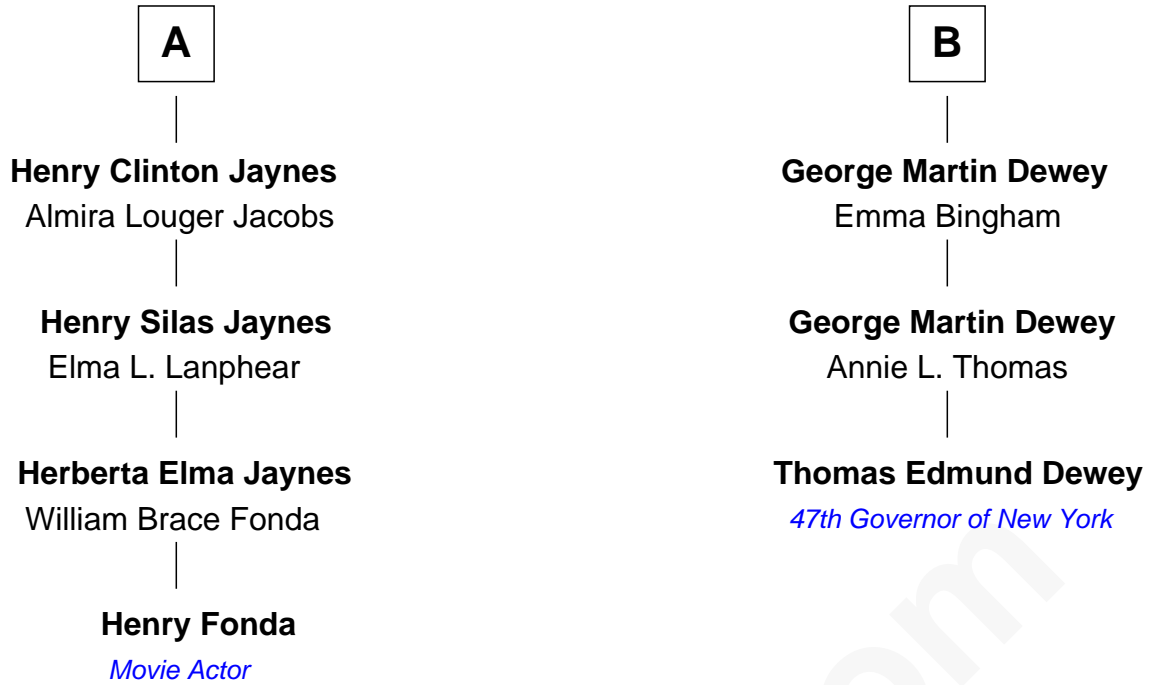 A
Henry Clinton Jaynes
Almira Louger Jacobs
Henry Silas Jaynes
Elma L. Lanphear
Herberta Elma Jaynes
William Brace Fonda
Henry Fonda
Movie Actor
B
George Martin Dewey
Emma Bingham
George Martin Dewey
Annie L. Thomas
Thomas Edmund Dewey
47th Governor of New York
om